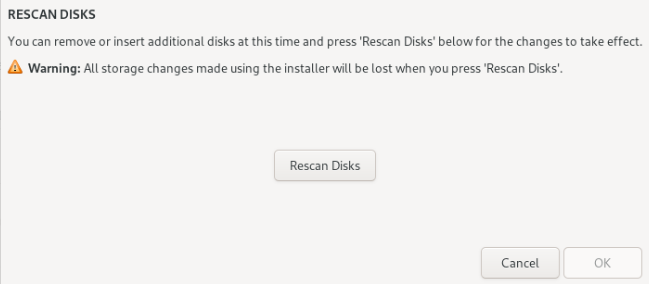 RESCAN DISKS
You can remove or insert additional disks at this time and press 'Rescan Disks' below for the changes to take effect.
Warning: All storage changes made using the installer will be lost when you press 'Rescan Disks'.
Rescan Disks
Cancel OK